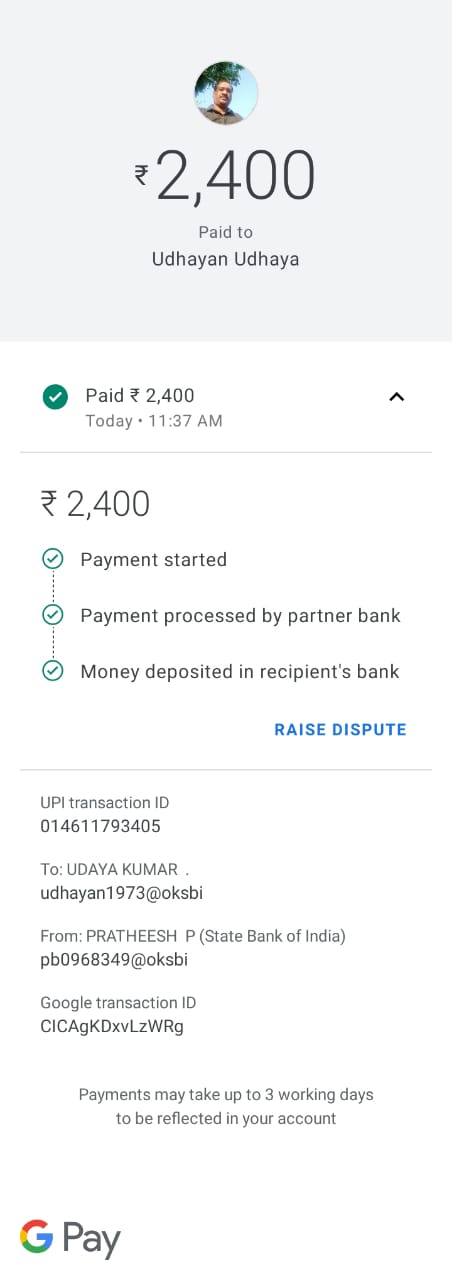 ₹2,400
Paid to
Udhayan Udhaya
Paid ₹ 2,400
Today • 11:37 AM
₹ 2,400
Payment started
Payment processed by partner bank
Money deposited in recipient's bank
RAISE DISPUTE
UPI transaction ID
014611793405
To: UDAYA KUMAR .
udhayan1973@oksbi
From: PRATHEESH P (State Bank of India)
pb0968349@oksbi
Google transaction ID
CICAgKDxvLzWRg
Payments may take up to 3 working days
to be reflected in your account
G Pay